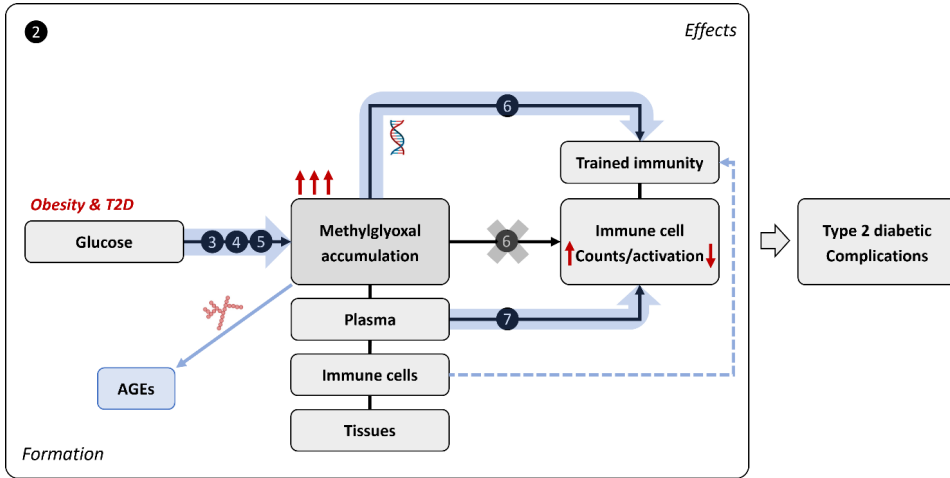 2
Effects
6
Trained immunity
Obesity & T2D
Glucose
3 4 5
Methylglyoxal
accumulation
6
Immune cell
Counts/activation
Type 2 diabetic
Complications
Plasma
7
Immune cells
AGEs
Tissues
Formation